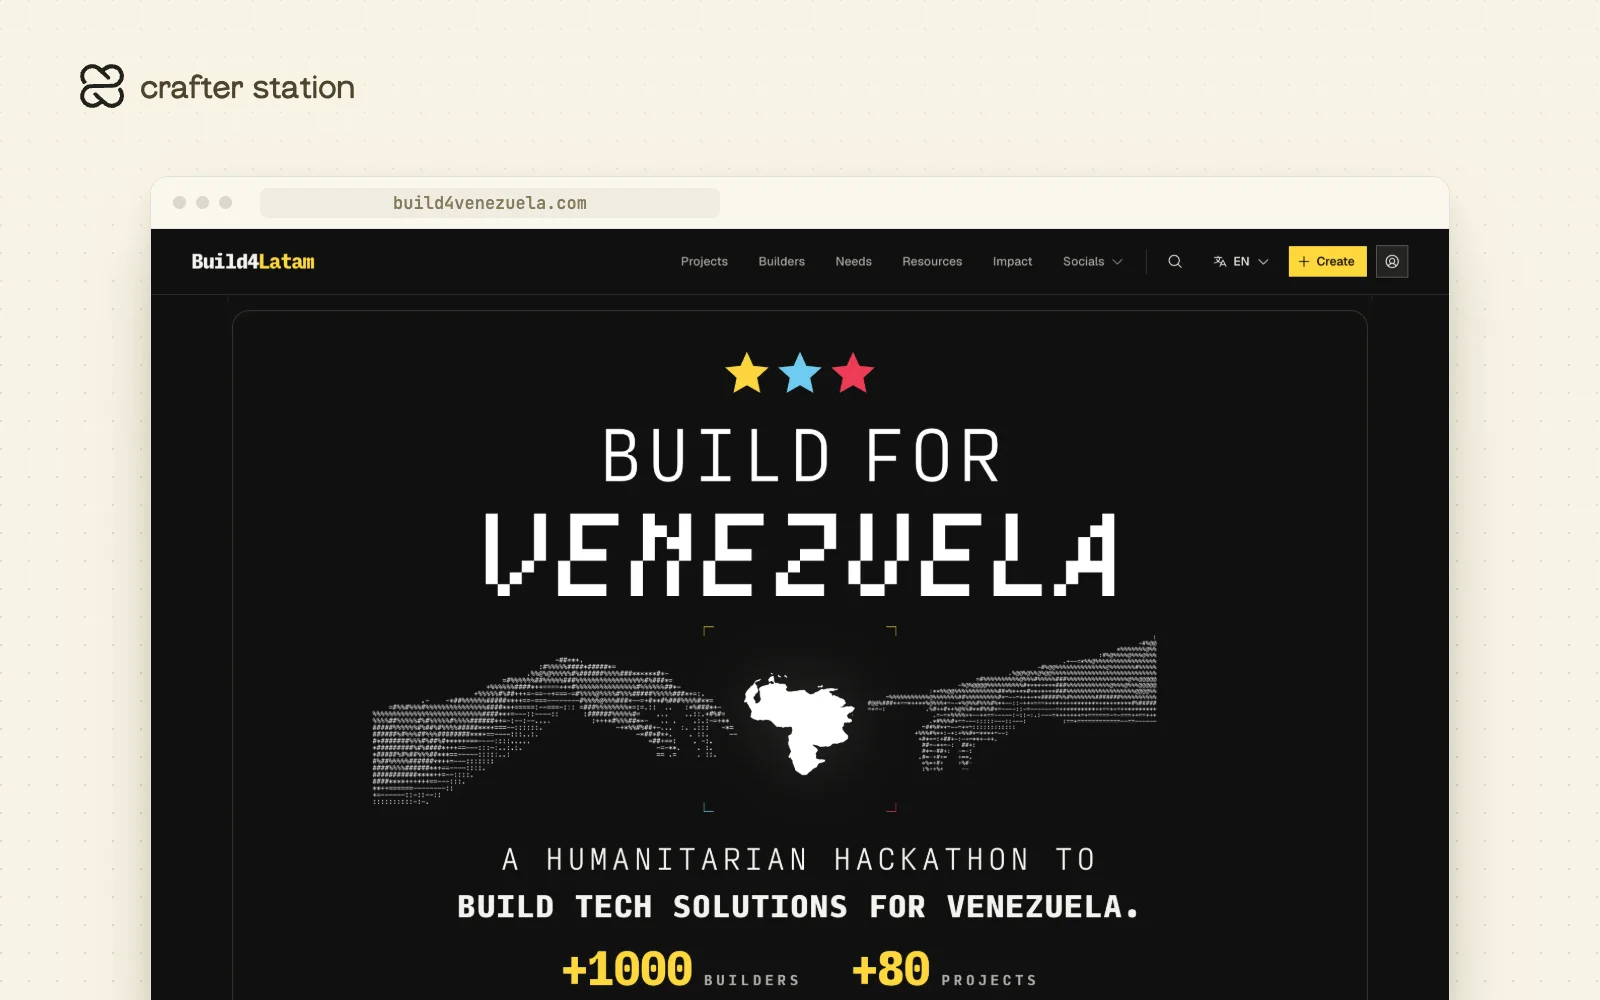 crafter station
build4venezuela.com
Build4Latam
Projects
Builders
Needs
Resources
Impact
Socials
EN
+ Create
BUILD FOR
VENEZUELA
A HUMANITARIAN HACKATHON TO
BUILD TECH SOLUTIONS FOR VENEZUELA.
+1000 BUILDERS
+80 PROJECTS